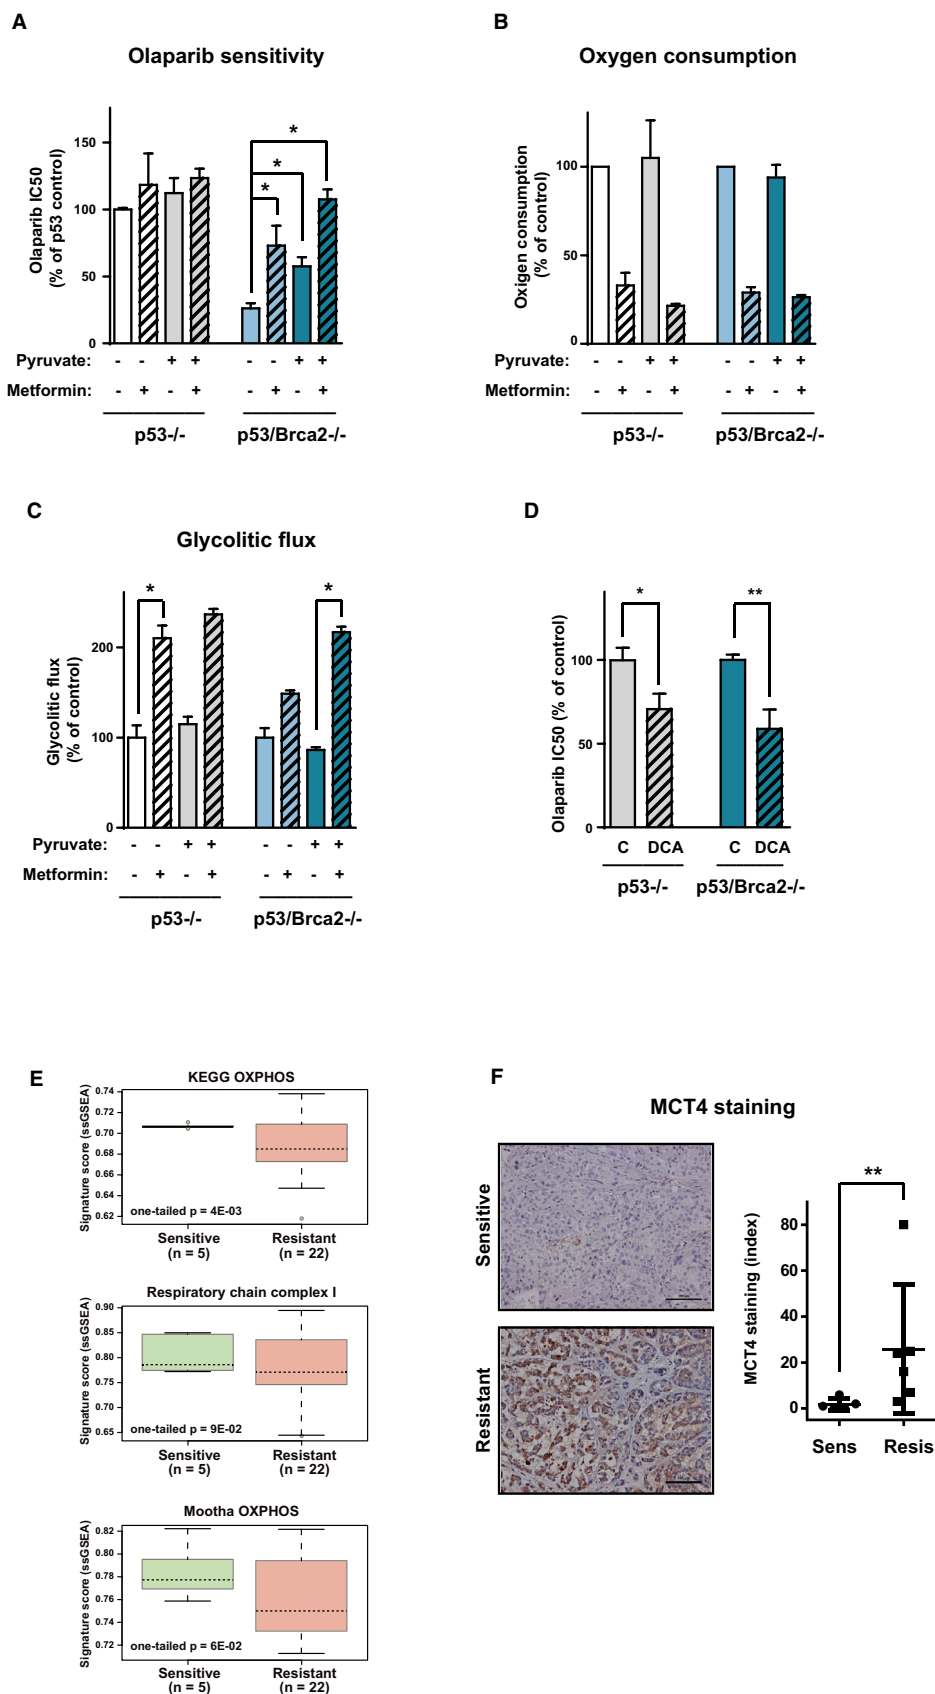 A
Olaparib sensitivity
Olaparib IC50
(% of p53 control)
150
100
50
0
*
*
*
Pyruvate: - - + + - - + +
Metformin: - + - + - + - +
p53-/- p53/Brca2-/-
B
Oxygen consumption
Oxigen consumption
(% of control)
100
50
0
Pyruvate: - - + + - - + +
Metformin: - + - + - + - +
p53-/- p53/Brca2-/-
C
Glycolitic flux
Glycolitic flux
(% of control)
200
100
0
*
*
Pyruvate: - - + + - - + +
Metformin: - + - + - + - +
p53-/- p53/Brca2-/-
D
Olaparib IC50 (% of control)
100
50
0
*
**
C DCA C DCA
p53-/- p53/Brca2-/-
E
KEGG OXPHOS
Signature score (ssGSEA)
0.74
0.72
0.70
0.68
0.66
0.64
0.62
one-tailed p = 4E-03
Sensitive Resistant
(n = 5) (n = 22)
Respiratory chain complex I
Signature score (ssGSEA)
0.90
0.85
0.80
0.75
0.70
0.65
one-tailed p = 9E-02
Sensitive Resistant
(n = 5) (n = 22)
Mootha OXPHOS
Signature score (ssGSEA)
0.82
0.80
0.78
0.76
0.74
0.72
one-tailed p = 6E-02
Sensitive Resistant
(n = 5) (n = 22)
F
MCT4 staining
Sensitive
Resistant
MCT4 staining (index)
80
60
40
20
0
**
Sens Resis